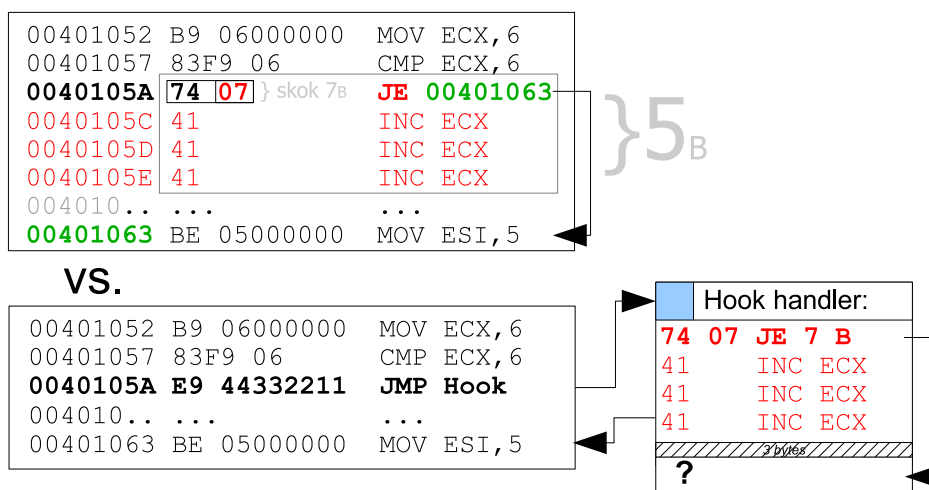 00401052 B9 06000000 MOV ECX,6
00401057 83F9 06 CMP ECX,6
0040105A 74 07 } skok 7B JE 00401063
0040105C 41 INC ECX
0040105D 41 INC ECX
0040105E 41 INC ECX
004010.. ... ...
00401063 BE 05000000 MOV ESI,5
}5B
vs.
00401052 B9 06000000 MOV ECX,6
00401057 83F9 06 CMP ECX,6
0040105A E9 44332211 JMP Hook
004010.. ... ...
00401063 BE 05000000 MOV ESI,5
Hook handler:
74 07 JE 7 B
41 INC ECX
41 INC ECX
41 INC ECX
3 bytes
?